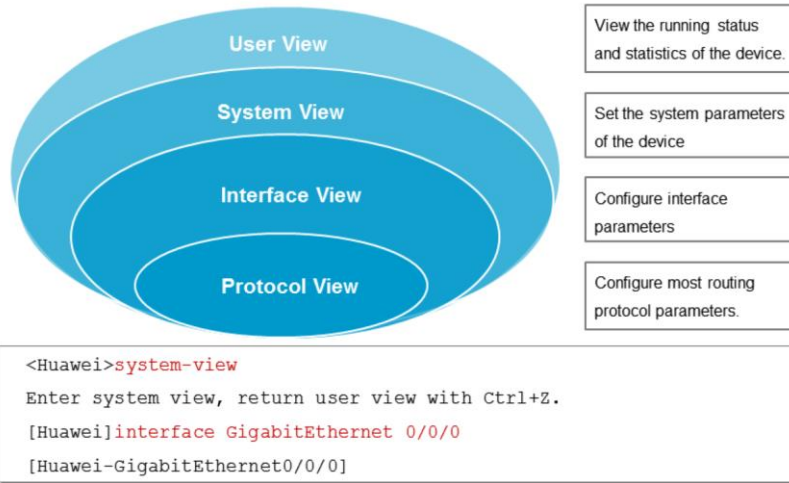 User View
System View
Interface View
Protocol View
View the running status
and statistics of the device.
Set the system parameters
of the device
Configure interface
parameters
Configure most routing
protocol parameters.
<Huawei>system-view
Enter system view, return user view with Ctrl+Z.
[Huawei]interface GigabitEthernet 0/0/0
[Huawei-GigabitEthernet0/0/0]